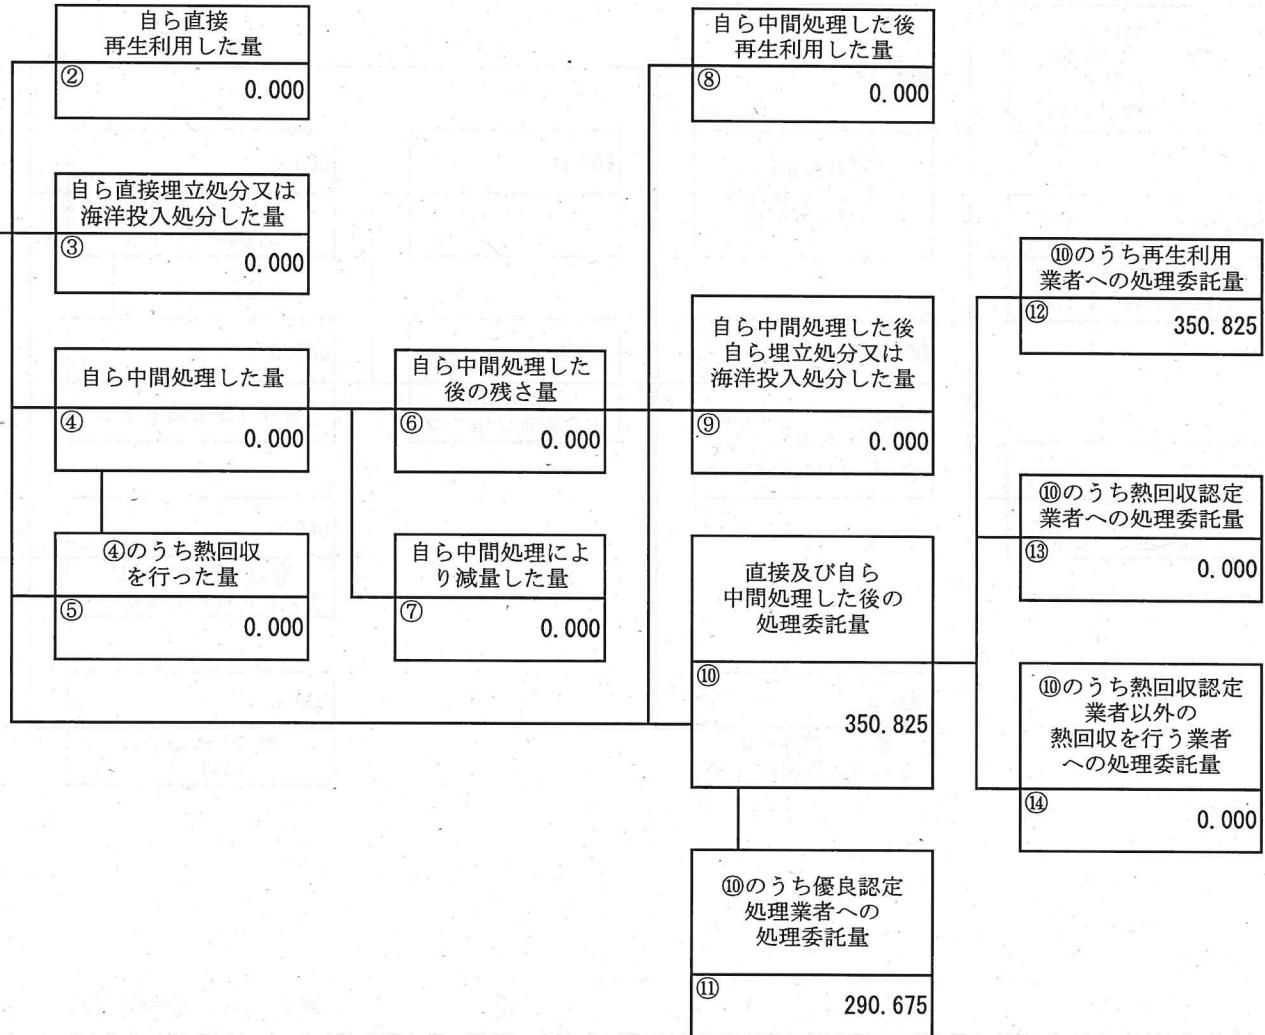 自ら直接
再生利用した量
②
0.000
自ら直接埋立処分又は
海洋投入処分した量
③
0.000
自ら中間処理した量
④
0.000
④のうち熱回収
を行った量
⑤
0.000
自ら中間処理した
後の残さ量
⑥
0.000
自ら中間処理によ
り減量した量
⑦
0.000
自ら中間処理した後
再生利用した量
⑧
0.000
自ら中間処理した後
自ら埋立処分又は
海洋投入処分した量
⑨
0.000
直接及び自ら
中間処理した後の
処理委託量
⑩
350.825
⑩のうち優良認定
処理業者への
処理委託量
⑪
290.675
⑩のうち再生利用
業者への処理委託量
⑫
350.825
⑩のうち熱回収認定
業者への処理委託量
⑬
0.000
⑩のうち熱回収認定
業者以外の
熱回収を行う業者
への処理委託量
⑭
0.000